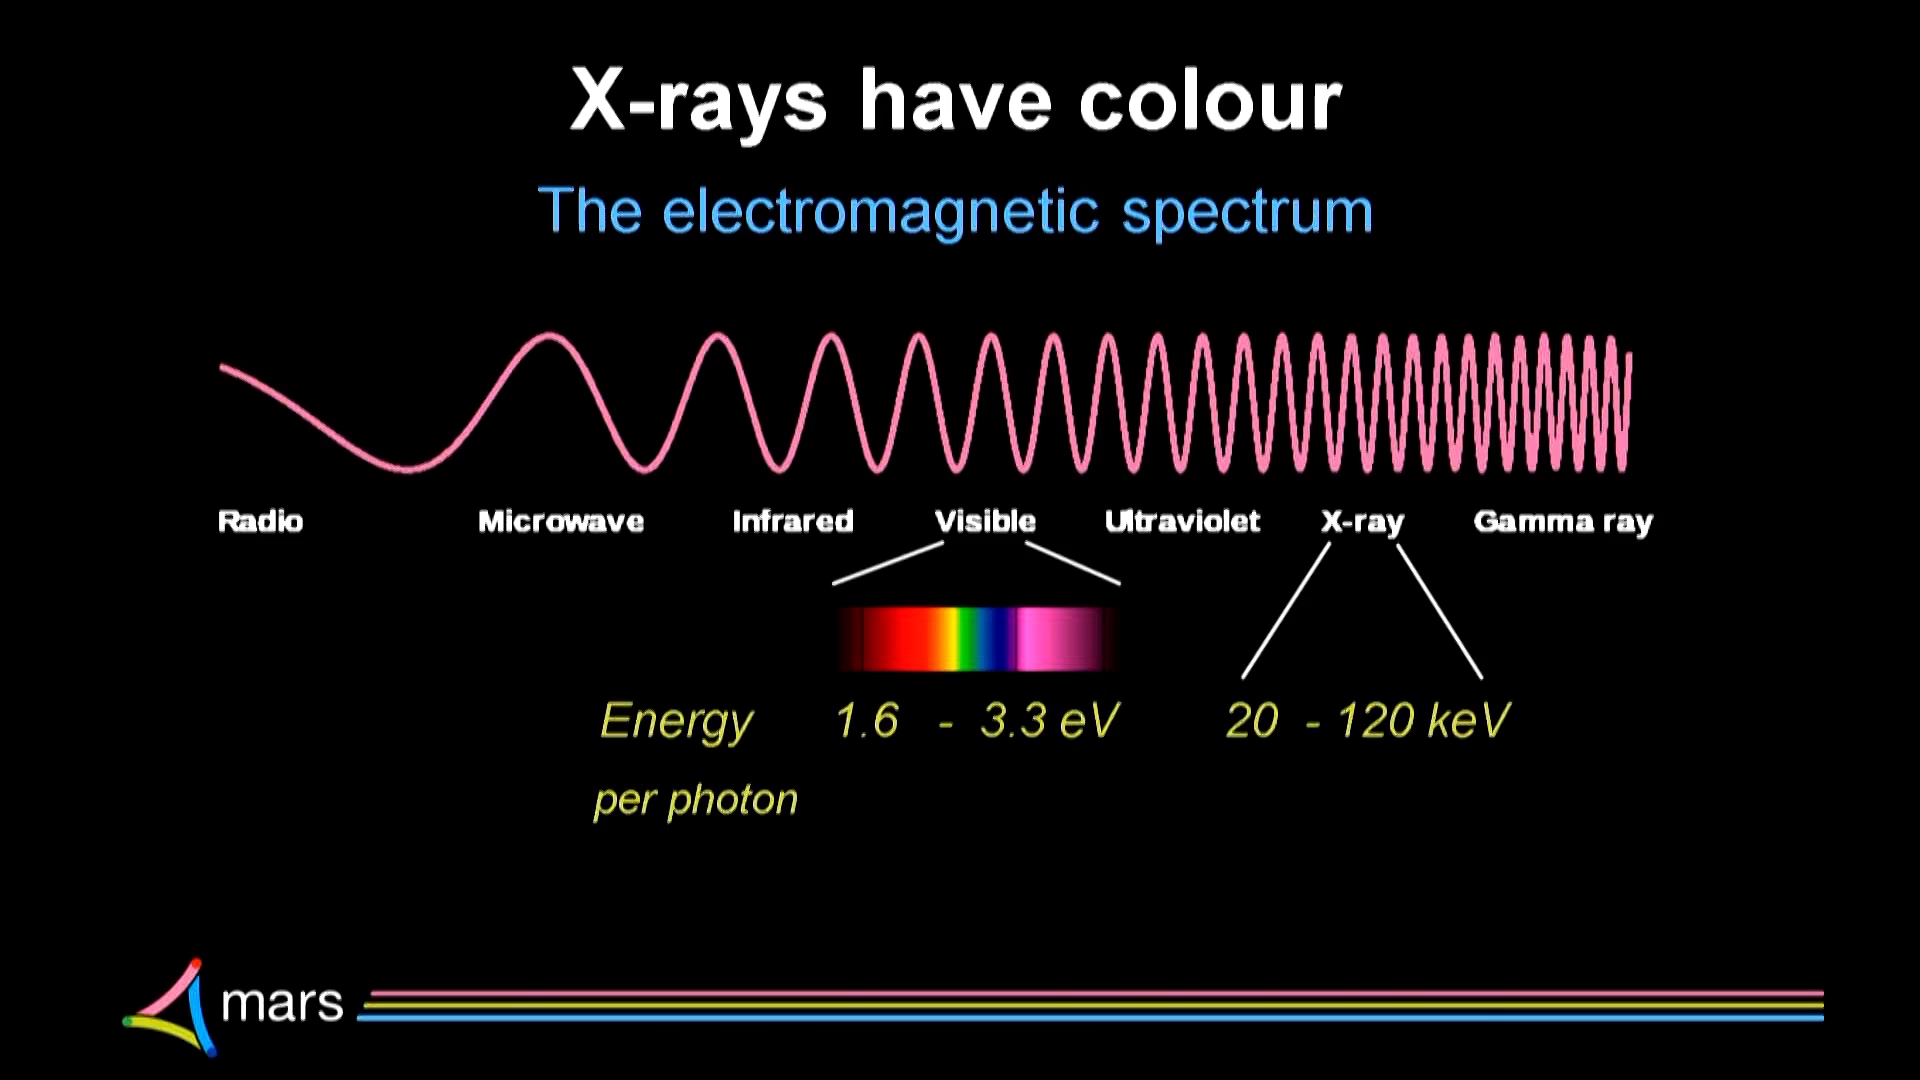 X-rays have colour
The electromagnetic spectrum
Radio Microwave Infrared Visible Ultraviolet X-ray Gamma ray
Energy 1.6 - 3.3 eV 20 - 120 keV
per photon
mars